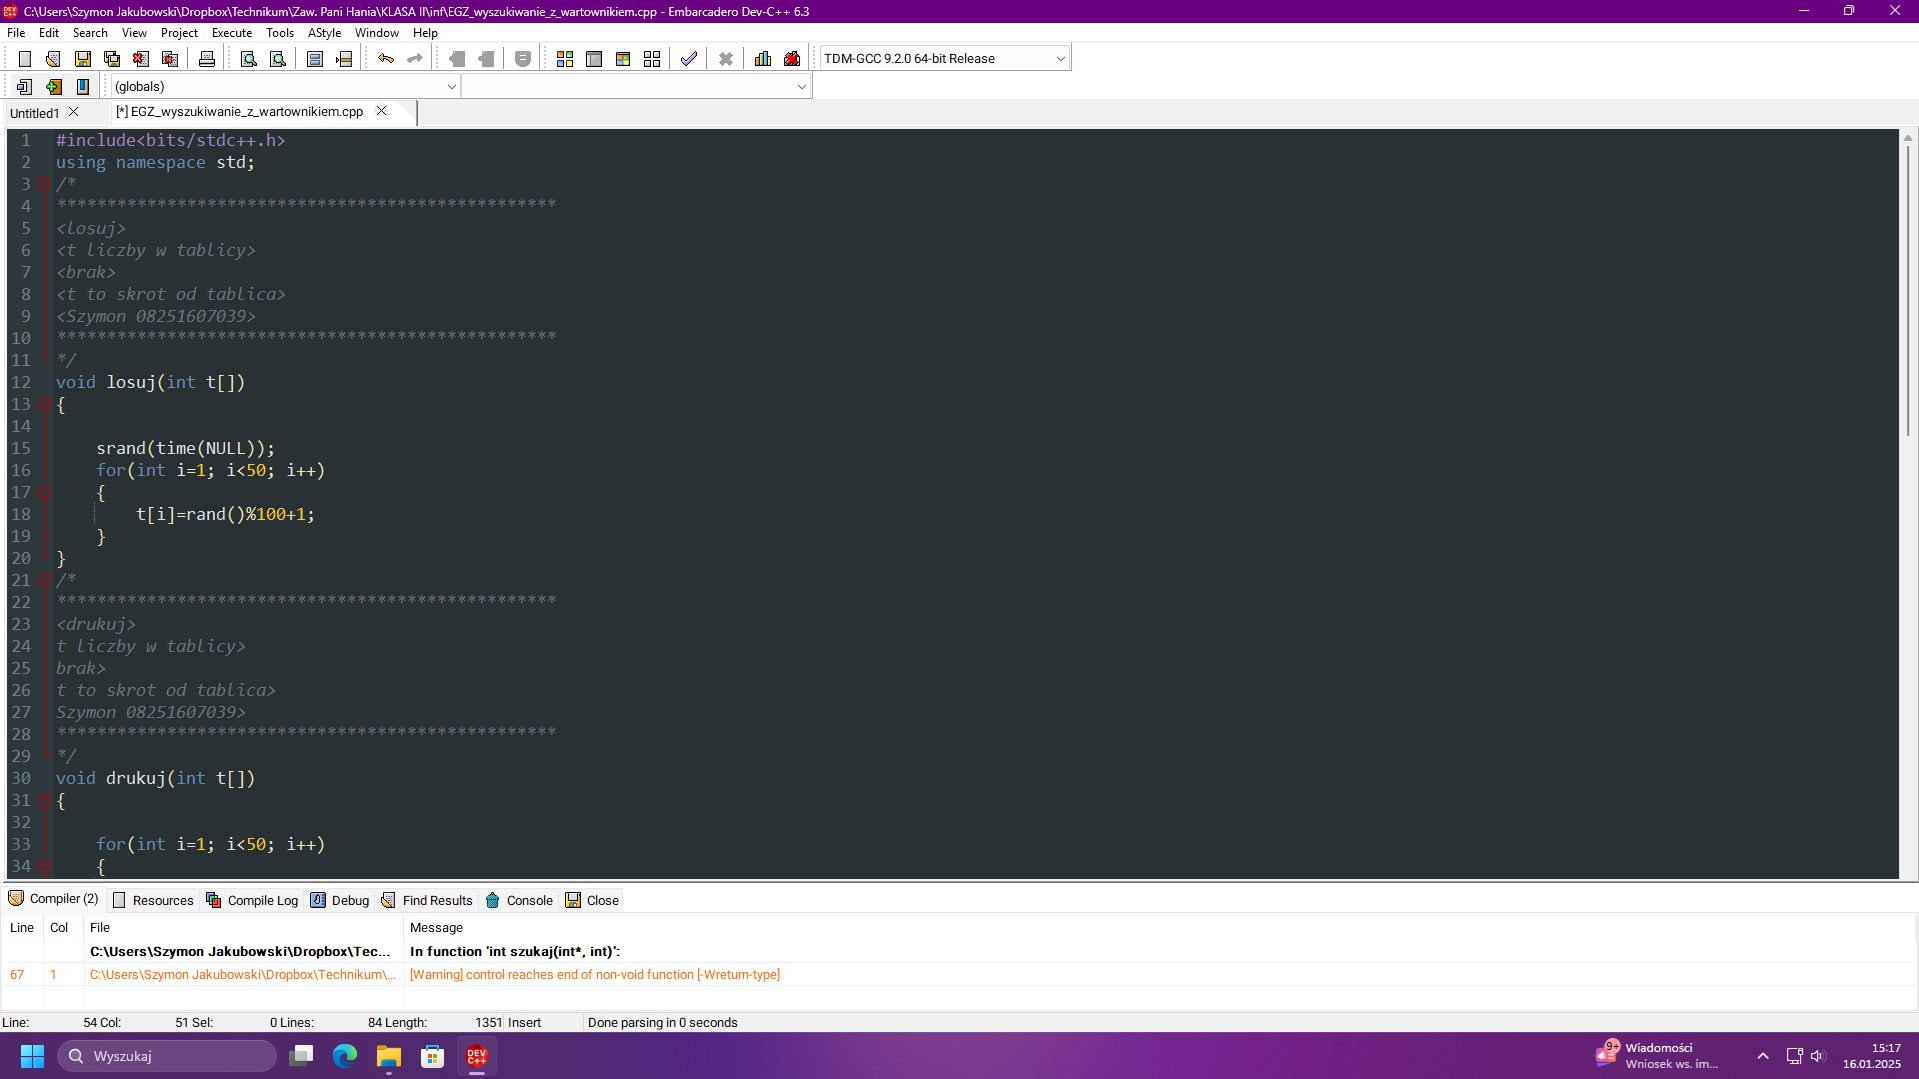 C:\Users\Szymon Jakubowski\Dropbox\Technikum\Zaw. Pani Hania\KLASA II\inf\EGZ_wyszukiwanie_z_wartownikiem.cpp - Embarcadero Dev-C++ 6.3
File Edit Search View Project Execute Tools AStyle Window Help
TDM-GCC 9.2.0 64-bit Release
(globals)
Untitled1 [*] EGZ_wyszukiwanie_z_wartownikiem.cpp
1 #include<bits/stdc++.h>
2 using namespace std;
3 /*
4 **************************************************
5 <losuj>
6 <t liczby w tablicy>
7 <brak>
8 <t to skrot od tablica>
9 <Szymon 08251607039>
10 **************************************************
11 */
12 void losuj(int t[])
13 {
14
15 srand(time(NULL));
16 for(int i=1; i<50; i++)
17 {
18 t[i]=rand()%100+1;
19 }
20 }
21 /*
22 **************************************************
23 <drukuj>
24 t liczby w tablicy>
25 brak>
26 t to skrot od tablica>
27 Szymon 08251607039>
28 **************************************************
29 */
30 void drukuj(int t[])
31 {
32
33 for(int i=1; i<50; i++)
34 {
Compiler (2) Resources Compile Log Debug Find Results Console Close
Line Col File Message
C:\Users\Szymon Jakubowski\Dropbox\Tec... In function 'int szukaj(int*, int)':
67 1 C:\Users\Szymon Jakubowski\Dropbox\Technikum\... [Warning] control reaches end of non-void function [-Wreturn-type]
Line: 54 Col: 51 Sel: 0 Lines: 84 Length: 1351 Insert Done parsing in 0 seconds
Wyszukaj
DEV C++
9+
Wiadomości
Wniosek ws. im...
15:17
16.01.2025